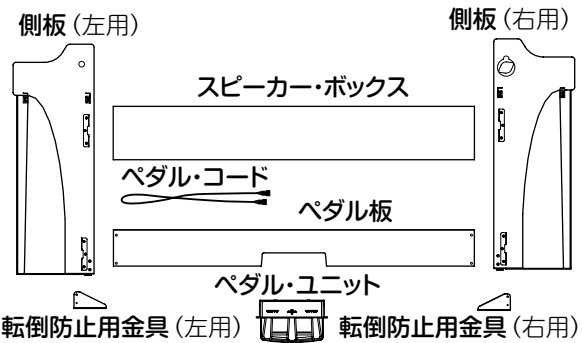 側板（左用）
側板（右用）
スピーカー・ボックス
ペダル・コード
ペダル板
ペダル・ユニット
転倒防止用金具（左用）
転倒防止用金具（右用）